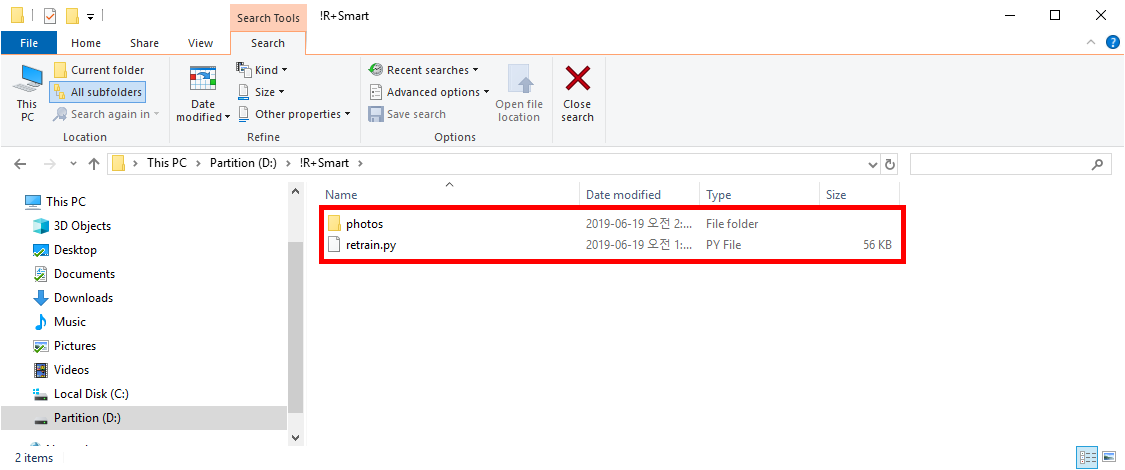 Search Tools
!R+Smart
File
Home
Share
View
Search
This PC
Current folder
All subfolders
Search again in
Location
Date modified
Kind
Size
Other properties
Refine
Recent searches
Advanced options
Save search
Open file location
Options
Close search
This PC
Partition (D:)
!R+Smart
This PC
3D Objects
Desktop
Documents
Downloads
Music
Pictures
Videos
Local Disk (C:)
Partition (D:)
Name Date modified Type Size
photos 2019-06-19 오전 2:... File folder
retrain.py 2019-06-19 오전 1:... PY File 56 KB
2 items